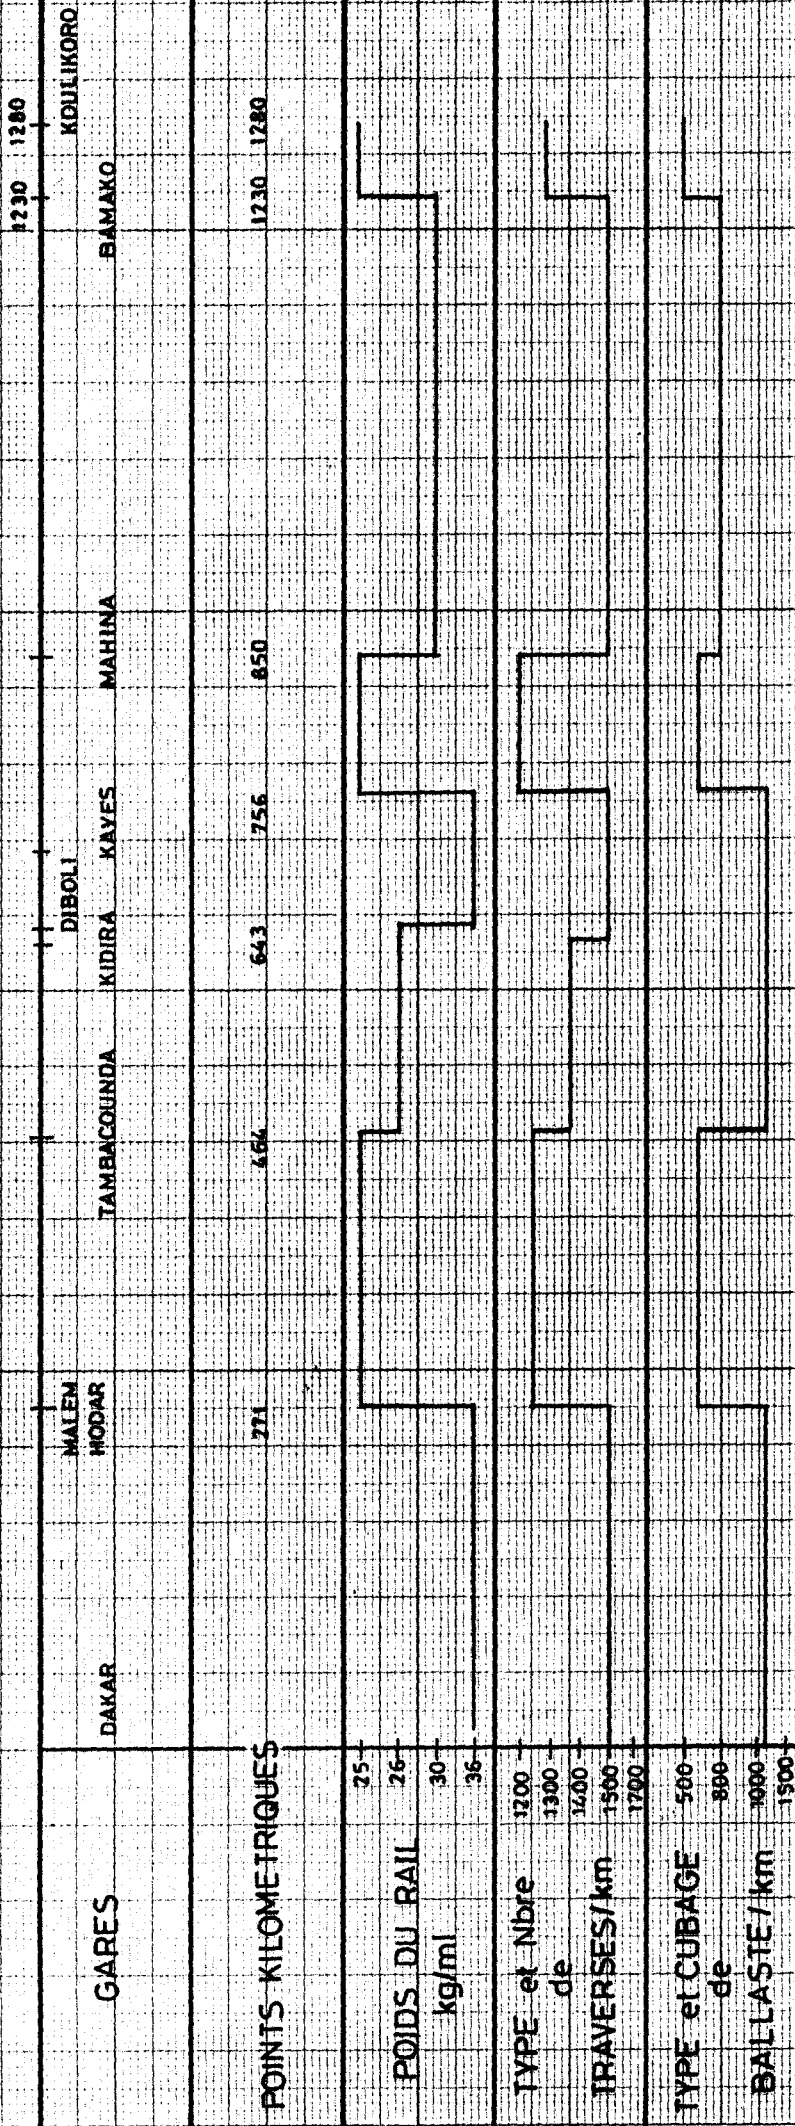 1230 1280
GARES
DAKAR
MALEM
HODAR
TAMBACOUNDA
KIDIRA
DIBOLI
KAYES
MAHINA
BAMAKO
KOULIKORO
POINTS KILOMETRIQUES
271
464
643
756
850
1230
1280
POIDS DU RAIL
kg/ml
25
26
30
36
TYPE et Nbre
de
TRAVERSES/km
1200
1300
1400
1500
1700
TYPE et CUBAGE
de
BALLASTE/km
500
800
1000
1500